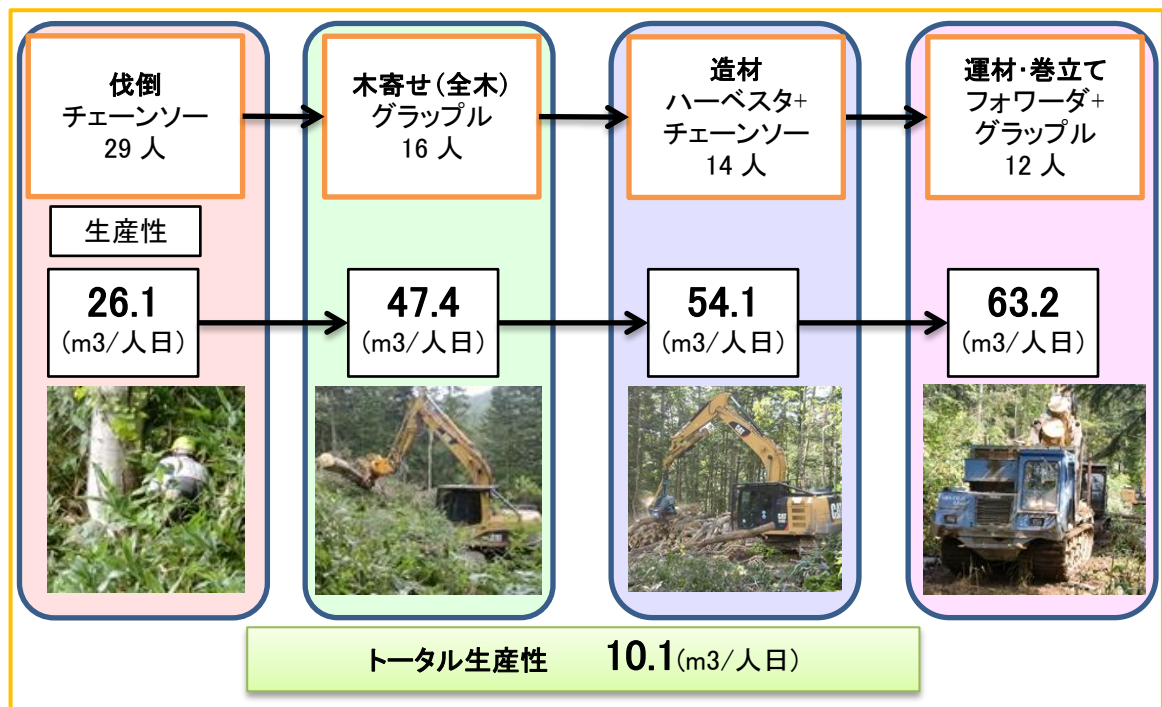 伐倒
チェーンソー
29 人
木寄せ(全木)
グラップル
16 人
造材
ハーベスタ+
チェーンソー
14 人
運材・巻立て
フォワーダ+
グラップル
12 人
生産性
26.1
(m3/人日)
47.4
(m3/人日)
54.1
(m3/人日)
63.2
(m3/人日)
CAT
トータル生産性 10.1(m3/人日)